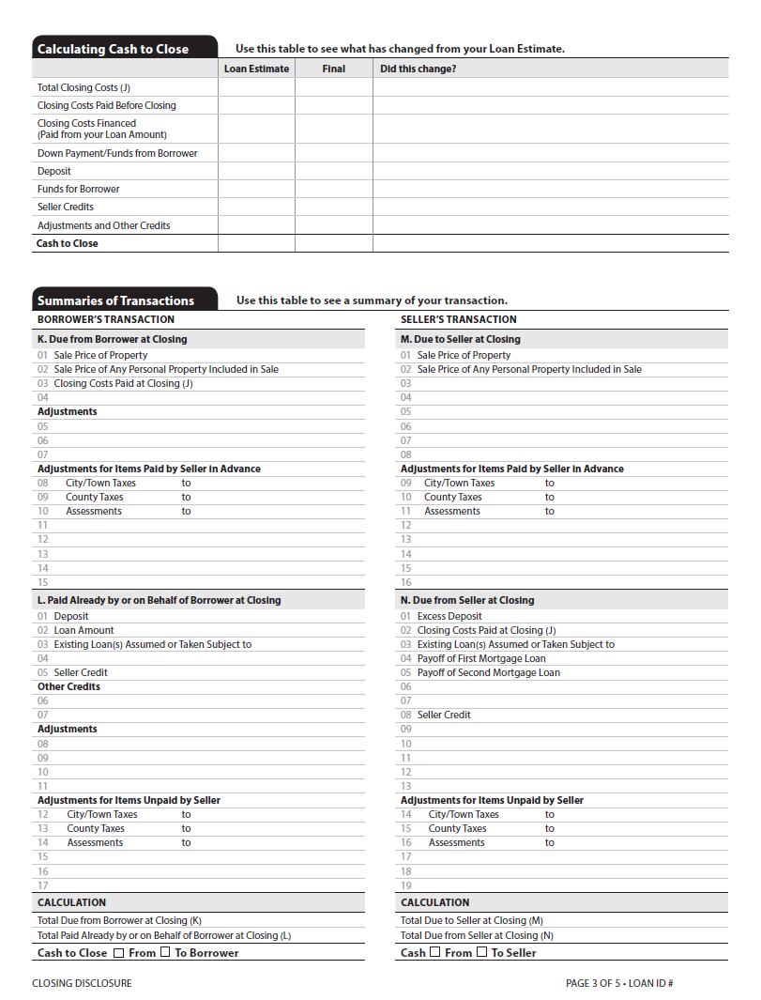 Calculating Cash to Close Use this table to see what has changed from your Loan Estimate.
Loan Estimate Final Did this change?
Total Closing Costs (J)
Closing Costs Paid Before Closing
Closing Costs Financed
(Paid from your Loan Amount)
Down Payment/Funds from Borrower
Deposit
Funds for Borrower
Seller Credits
Adjustments and Other Credits
Cash to Close
Summaries of Transactions Use this table to see a summary of your transaction.
BORROWER'S TRANSACTION
K. Due from Borrower at Closing
01 Sale Price of Property
02 Sale Price of Any Personal Property Included in Sale
03 Closing Costs Paid at Closing (J)
04
Adjustments
05
06
07
Adjustments for Items Paid by Seller in Advance
08 City/Town Taxes to
09 County Taxes to
10 Assessments to
11
12
13
14
15
L. Paid Already by or on Behalf of Borrower at Closing
01 Deposit
02 Loan Amount
03 Existing Loan(s) Assumed or Taken Subject to
04
05 Seller Credit
Other Credits
06
07
Adjustments
08
09
10
11
Adjustments for Items Unpaid by Seller
12 City/Town Taxes to
13 County Taxes to
14 Assessments to
15
16
17
CALCULATION
Total Due from Borrower at Closing (K)
Total Paid Already by or on Behalf of Borrower at Closing (L)
Cash to Close From To Borrower
SELLER'S TRANSACTION
M. Due to Seller at Closing
01 Sale Price of Property
02 Sale Price of Any Personal Property Included in Sale
03
04
05
06
07
08
Adjustments for Items Paid by Seller in Advance
09 City/Town Taxes to
10 County Taxes to
11 Assessments to
12
13
14
15
16
N. Due from Seller at Closing
01 Excess Deposit
02 Closing Costs Paid at Closing (J)
03 Existing Loan(s) Assumed or Taken Subject to
04 Payoff of First Mortgage Loan
05 Payoff of Second Mortgage Loan
06
07
08 Seller Credit
09
10
11
12
13
Adjustments for Items Unpaid by Seller
14 City/Town Taxes to
15 County Taxes to
16 Assessments to
17
18
19
CALCULATION
Total Due to Seller at Closing (M)
Total Due from Seller at Closing (N)
Cash From To Seller
CLOSING DISCLOSURE PAGE 3 OF 5 • LOAN ID #